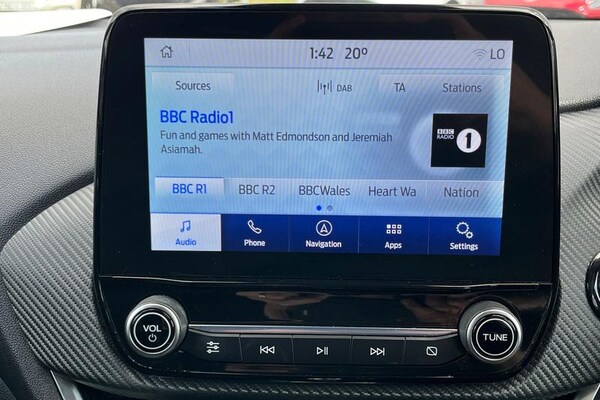 1:42 20° LO
Sources DAB TA Stations
BBC Radio1
Fun and games with Matt Edmondson and Jeremiah
Asiamah.
BBC
RADIO 1
BBC R1 BBC R2 BBCWales Heart Wa Nation
Audio Phone Navigation Apps Settings
VOL TUNE